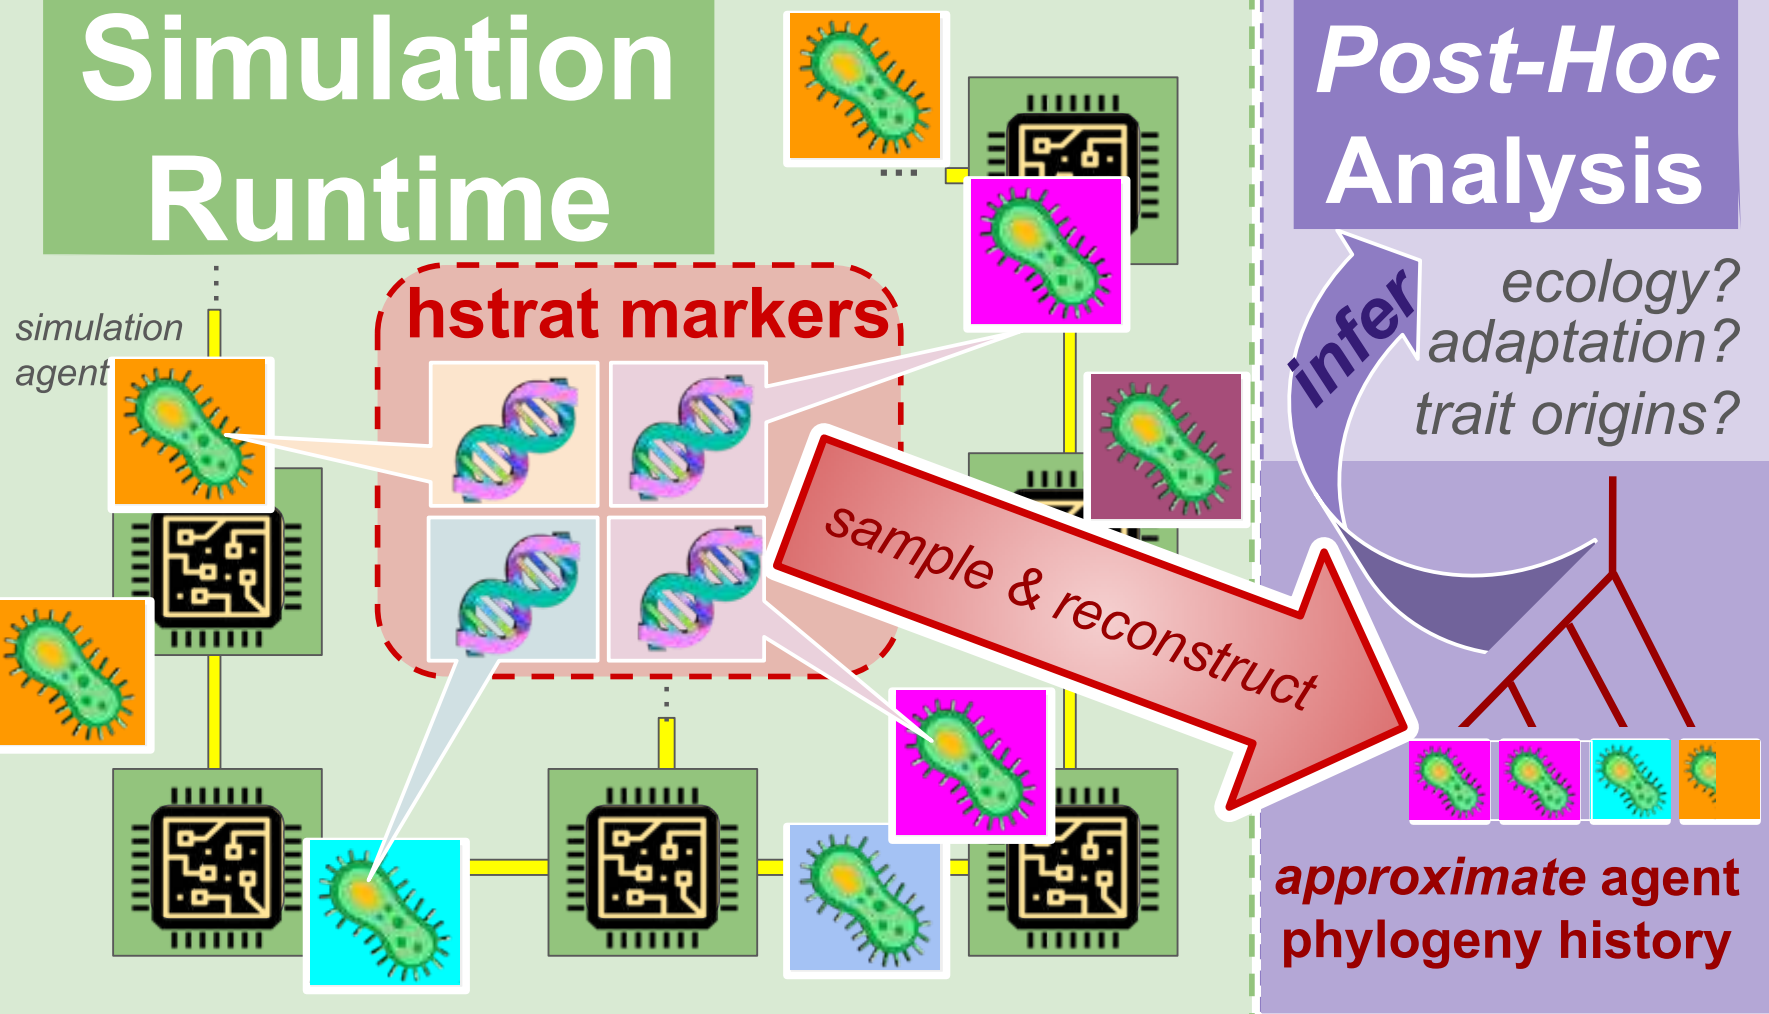 Simulation
Runtime
simulation
agent
hstrat markers
sample & reconstruct
Post-Hoc
Analysis
infer
ecology?
adaptation?
trait origins?
approximate agent
phylogeny history